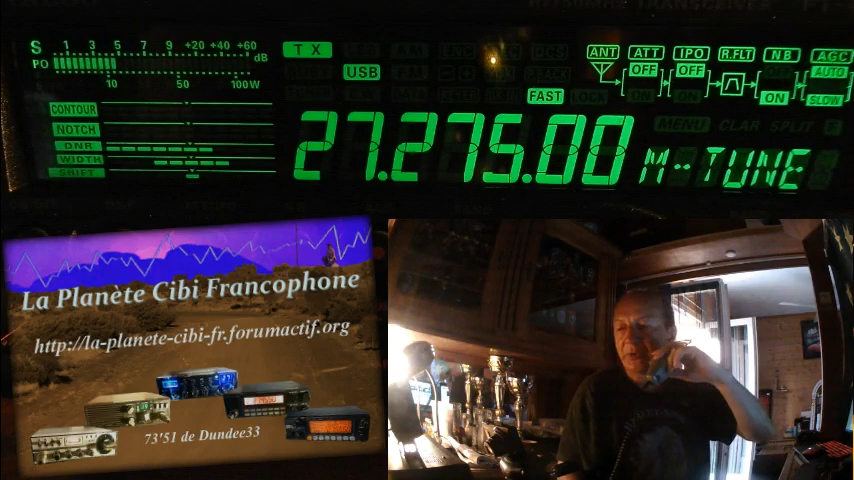 S 1 3 5 7 9 +20 +40 +60 dB
PO
10 50 100W
TX
USB
FAST LOCK
ANT ATT IPO R.FLT NB AGC
OFF OFF AUTO
ON ON ON SLOW
CONTOUR
NOTCH
DNR
WIDTH
SHIFT
27.275.00
MENU CLAR SPLIT
M--TUNE
La Planète Cibi Francophone
http://la-planete-cibi-fr.forumactif.org
73'51 de Dundee33